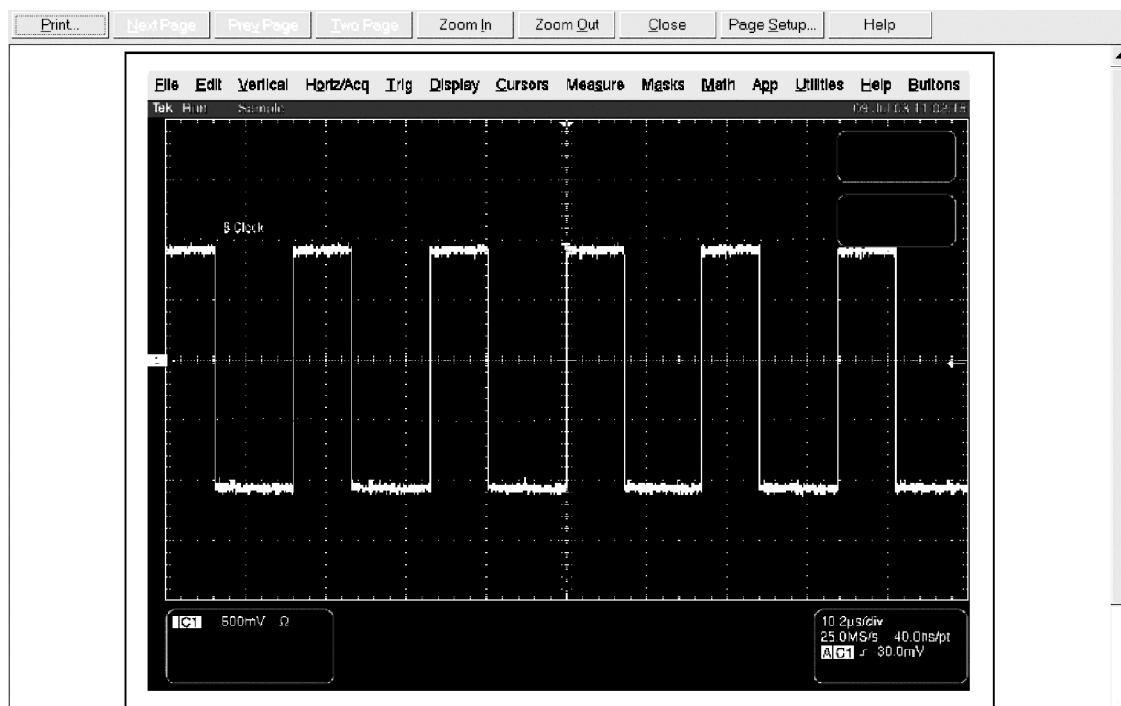 Print... Next Page Prev Page Two Page Zoom In Zoom Out Close Page Setup... Help
File Edit Vertical Horiz/Acq Trig Display Cursors Measure Masks Math App Utilities Help Buttons
Tek Run Sample
B Clock
1
C1 500mV Ω
10.2µs/div
25.0MS/s 40.0ns/pt
A C1 30.0mV